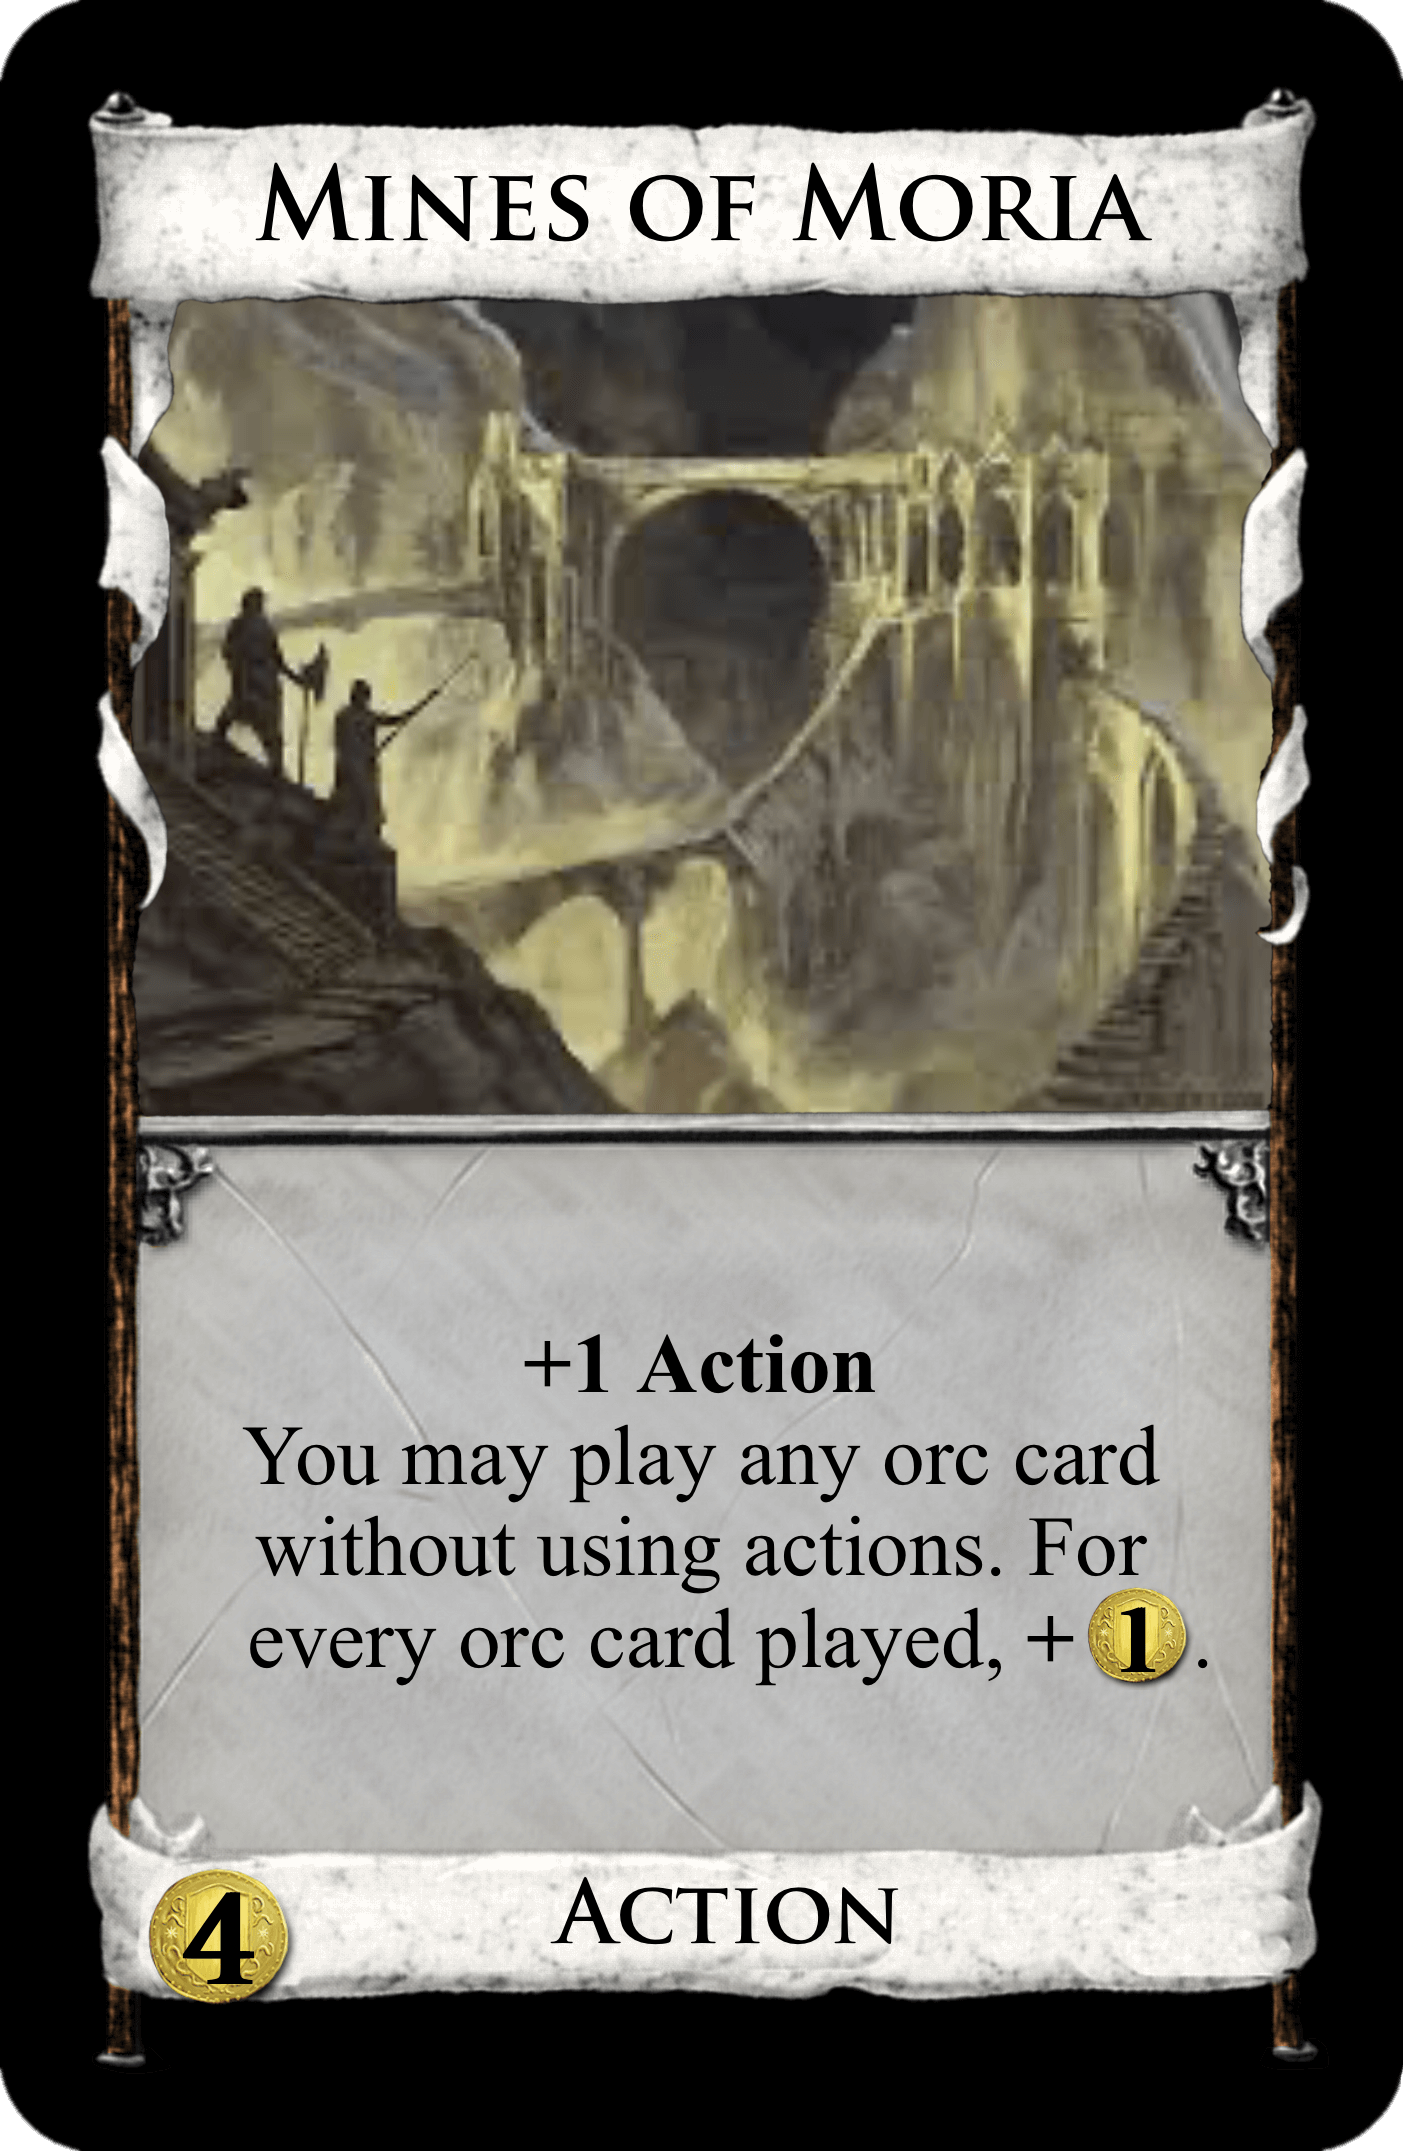 Mines of Moria
+1 Action
You may play any orc card
without using actions. For
every orc card played, + 1 .
4
Action